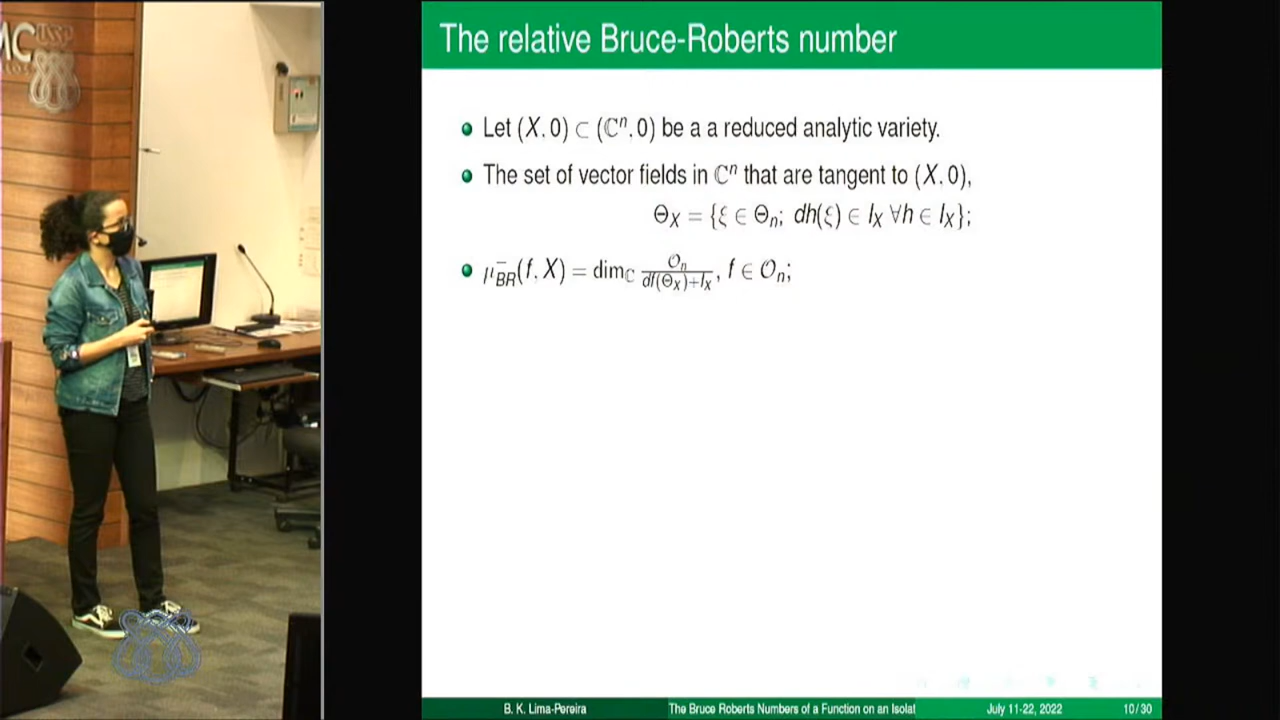 The relative Bruce-Roberts number
Let (X, 0) ⊂ (ℂⁿ, 0) be a a reduced analytic variety.
The set of vector fields in ℂⁿ that are tangent to (X, 0),
Θ_X = {ξ ∈ Θ_n; dh(ξ) ∈ I_X ∀h ∈ I_X};
μ⁻_BR(f, X) = dim_ℂ 𝒪_n / df(Θ_X)+I_X, f ∈ 𝒪_n;
B. K. Lima-Pereira
The Bruce Roberts Numbers of a Function on an Isolat
July 11-22, 2022
10/30